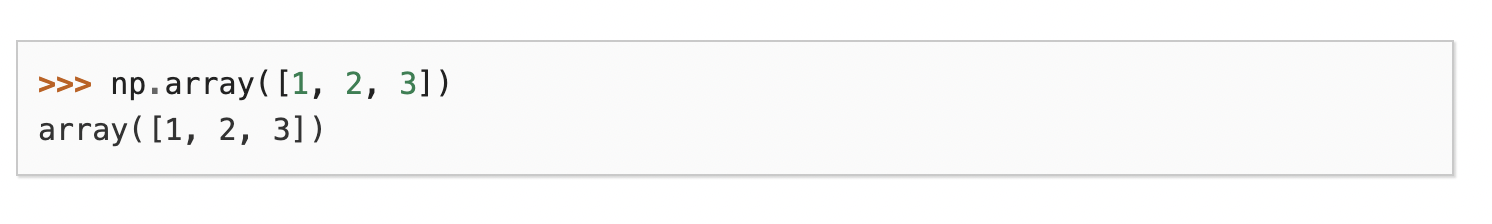 >>> np.array([1, 2, 3])
array([1, 2, 3])